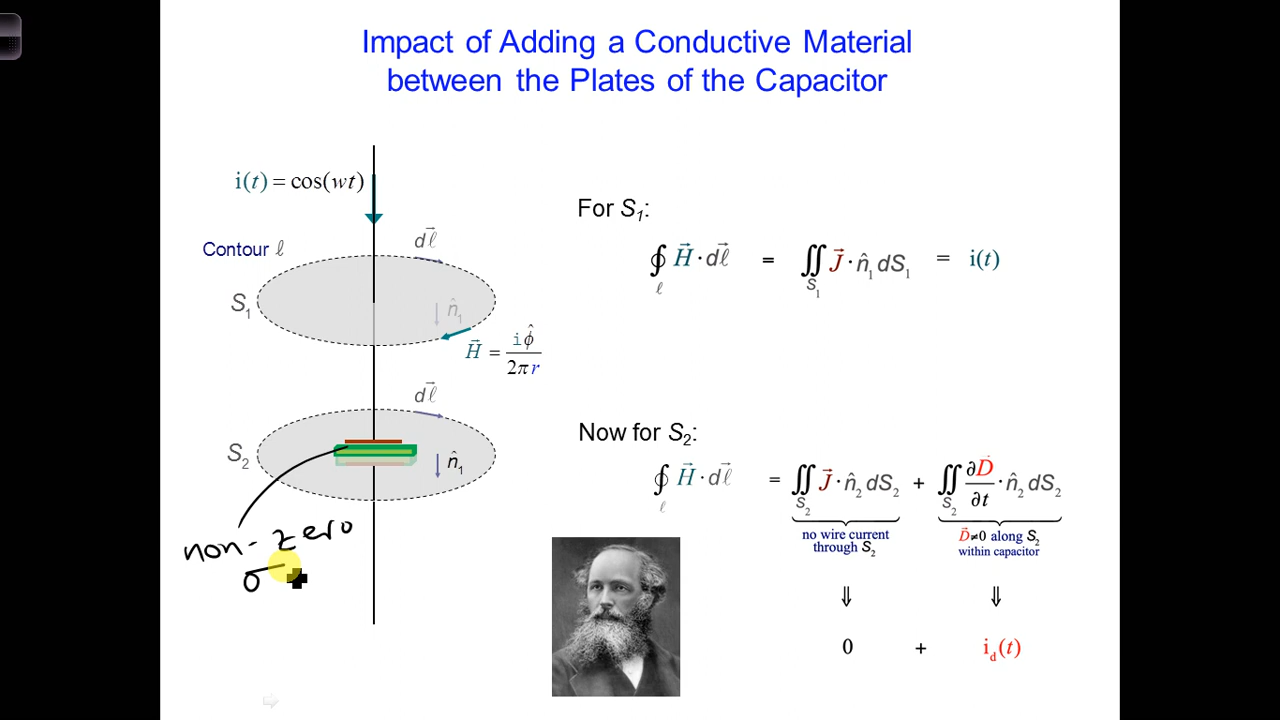 Impact of Adding a Conductive Material
between the Plates of the Capacitor
i(t) = cos(wt)
Contour ℓ
dℓ⃗
S₁
n̂₁
H⃗ = iφ̂ / 2πr
For S₁:
∮ℓ H⃗ · dℓ⃗ = ∬S₁ J⃗ · n̂₁ dS₁ = i(t)
dℓ⃗
S₂
n̂₁
non-zero
σ
Now for S₂:
∮ℓ H⃗ · dℓ⃗ = ∬S₂ J⃗ · n̂₂ dS₂ + ∬S₂ ∂D⃗/∂t · n̂₂ dS₂
no wire current
through S₂
D⃗≠0 along S₂
within capacitor
⇓ ⇓
0 + i_d(t)